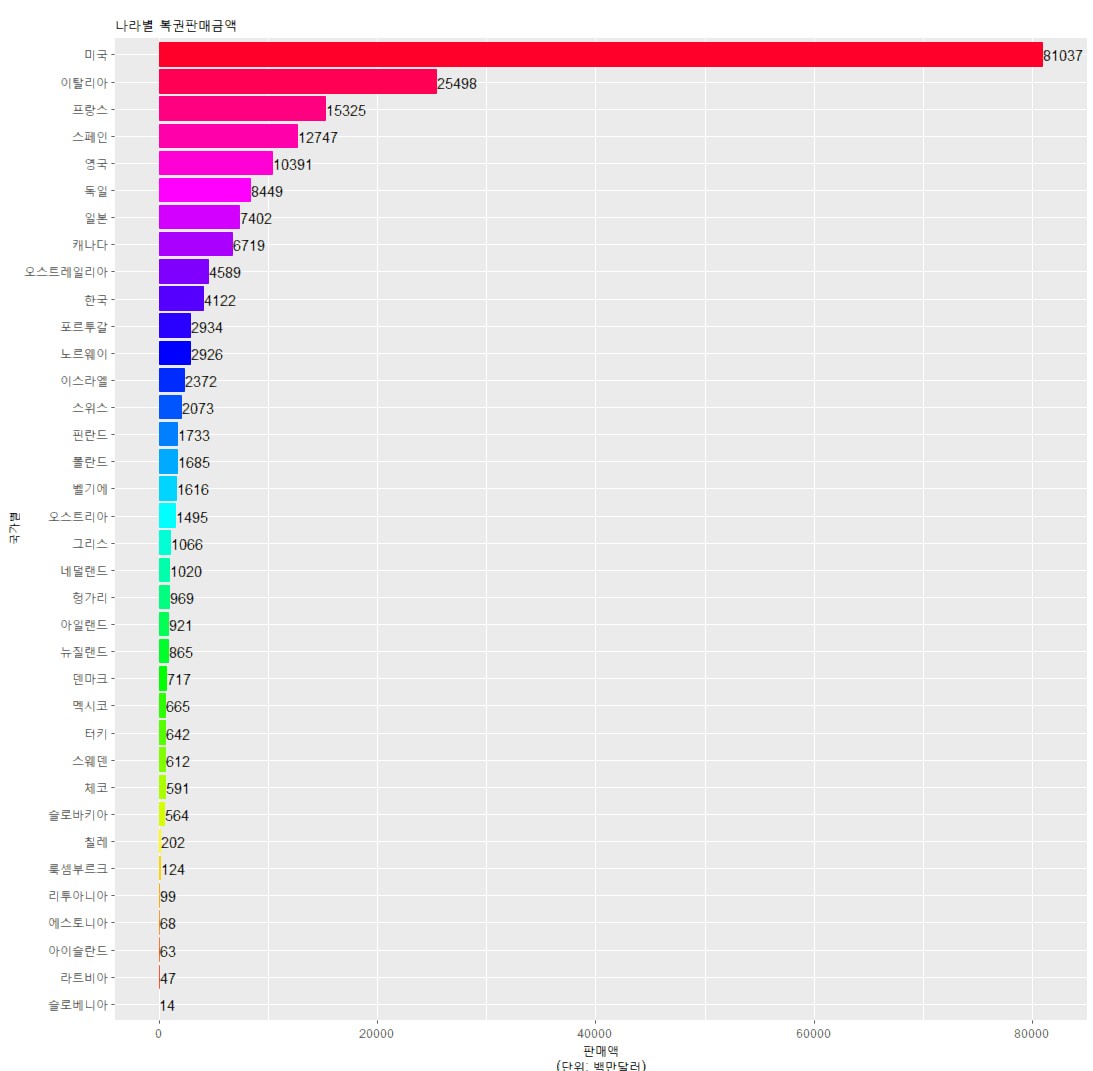 나라별 복권판매금액
미국 81037
이탈리아 25498
프랑스 15325
스페인 12747
영국 10391
독일 8449
일본 7402
캐나다 6719
오스트레일리아 4589
한국 4122
포르투갈 2934
노르웨이 2926
이스라엘 2372
스위스 2073
핀란드 1733
폴란드 1685
벨기에 1616
오스트리아 1495
그리스 1066
네덜란드 1020
헝가리 969
아일랜드 921
뉴질랜드 865
덴마크 717
멕시코 665
터키 642
스웨덴 612
체코 591
슬로바키아 564
칠레 202
룩셈부르크 124
리투아니아 99
에스토니아 68
아이슬란드 63
라트비아 47
슬로베니아 14
국가별
0 20000 40000 60000 80000
판매액
(단위: 백만달러)